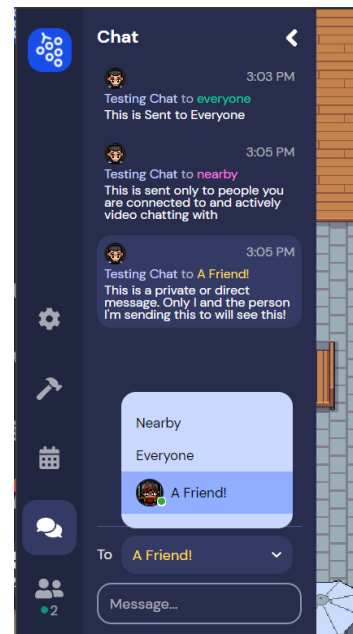 Chat
3:03 PM
Testing Chat to everyone
This is Sent to Everyone
3:05 PM
Testing Chat to nearby
This is sent only to people you
are connected to and actively
video chatting with
3:05 PM
Testing Chat to A Friend!
This is a private or direct
message. Only I and the person
I'm sending this to will see this!
Nearby
Everyone
A Friend!
To A Friend!
Message...
2